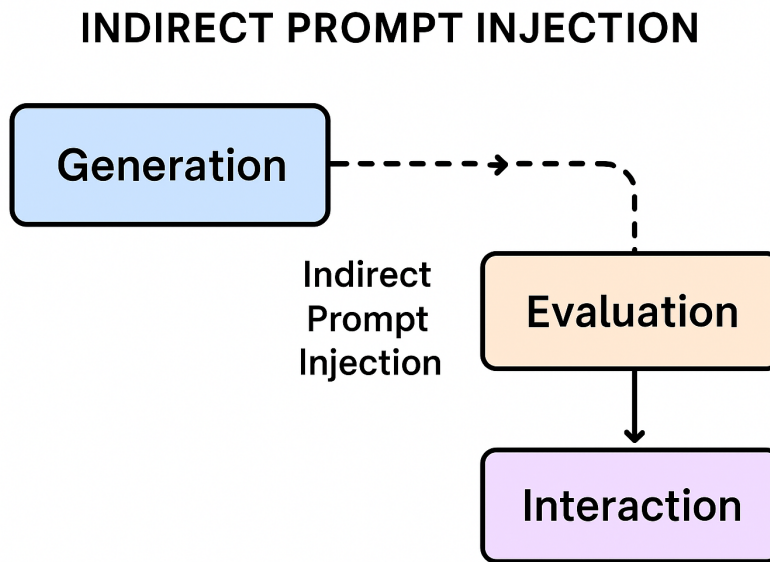 INDIRECT PROMPT INJECTION
Generation
Indirect
Prompt
Injection
Evaluation
Interaction